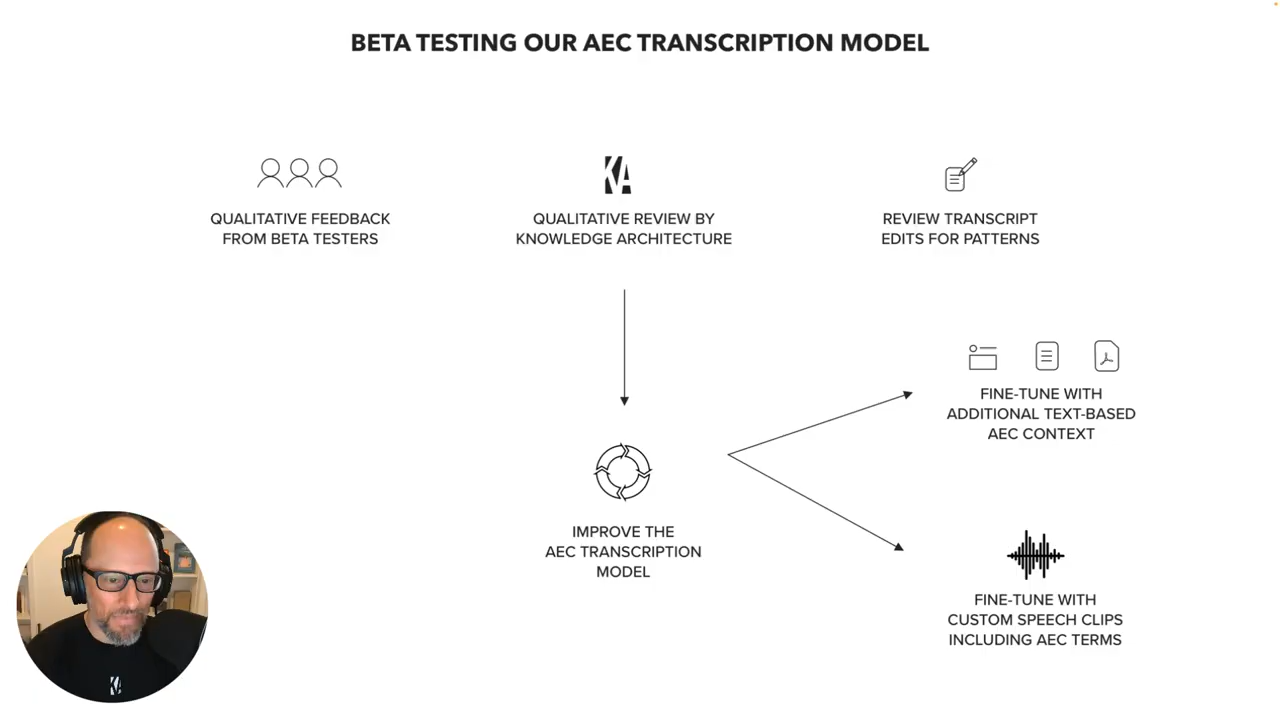 BETA TESTING OUR AEC TRANSCRIPTION MODEL
KA
QUALITATIVE FEEDBACK
FROM BETA TESTERS
QUALITATIVE REVIEW BY
KNOWLEDGE ARCHITECTURE
REVIEW TRANSCRIPT
EDITS FOR PATTERNS
FINE-TUNE WITH
ADDITIONAL TEXT-BASED
AEC CONTEXT
IMPROVE THE
AEC TRANSCRIPTION
MODEL
FINE-TUNE WITH
CUSTOM SPEECH CLIPS
INCLUDING AEC TERMS
KA